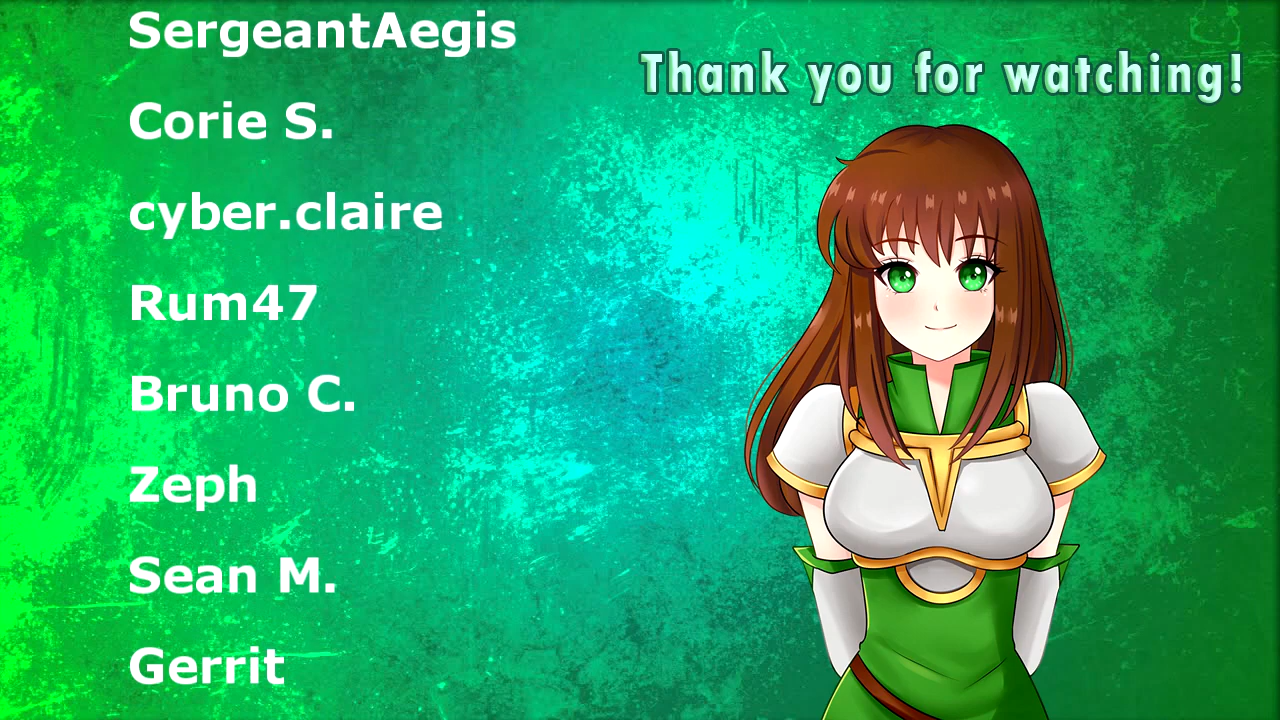 SergeantAegis
Thank you for watching!
Corie S.
cyber.claire
Rum47
Bruno C.
Zeph
Sean M.
Gerrit